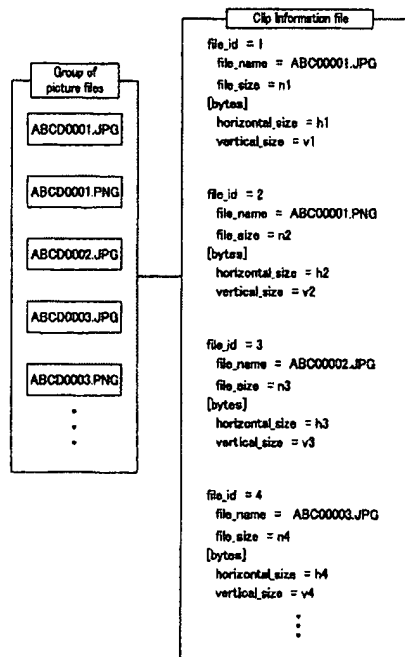 Group of
picture files
ABCD0001.JPG
ABCD0001.PNG
ABCD0002.JPG
ABCD0003.JPG
ABCD0003.PNG
Clip Information file
file_id = 1
file_name = ABC00001.JPG
file_size = n1
[bytes]
horizontal_size = h1
vertical_size = v1
file_id = 2
file_name = ABC00001.PNG
file_size = n2
[bytes]
horizontal_size = h2
vertical_size = v2
file_id = 3
file_name = ABC00002.JPG
file_size = n3
[bytes]
horizontal_size = h3
vertical_size = v3
file_id = 4
file_name = ABC00003.JPG
file_size = n4
[bytes]
horizontal_size = h4
vertical_size = v4